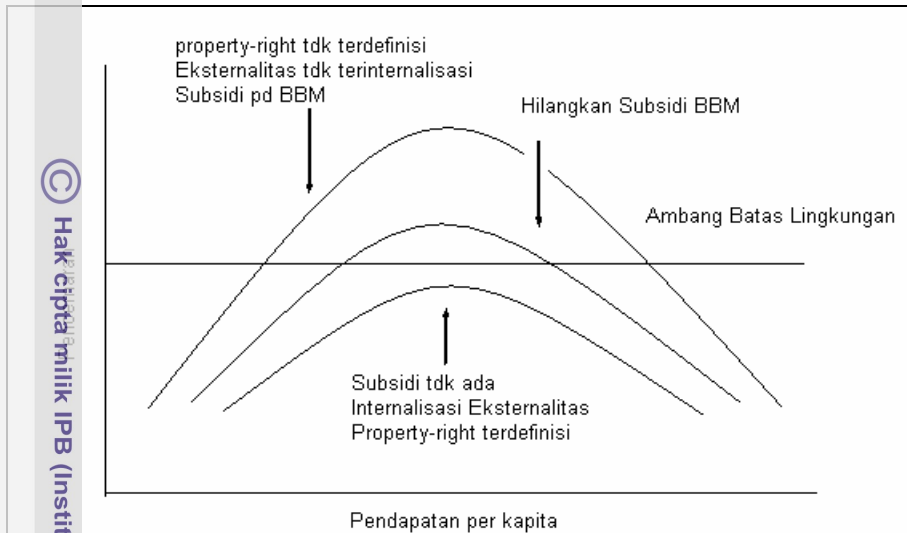 property-right tdk terdefinisi
Eksternalitas tdk terinternalisasi
Subsidi pd BBM
Hilangkan Subsidi BBM
Ambang Batas Lingkungan
Subsidi tdk ada
Internalisasi Eksternalitas
Property-right terdefinisi
Pendapatan per kapita
© Hak cipta milik IPB (Instit